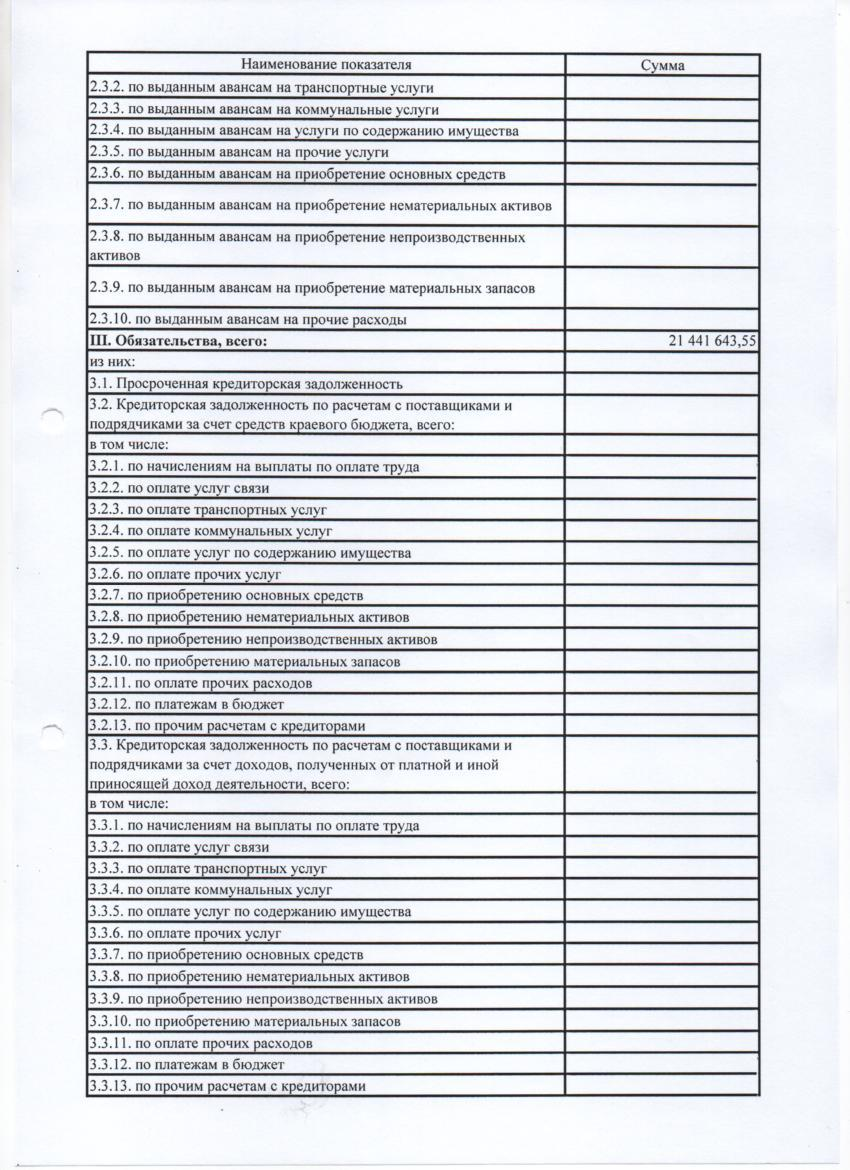 Наименование показателя Сумма
2.3.2. по выданным авансам на транспортные услуги
2.3.3. по выданным авансам на коммунальные услуги
2.3.4. по выданным авансам на услуги по содержанию имущества
2.3.5. по выданным авансам на прочие услуги
2.3.6. по выданным авансам на приобретение основных средств
2.3.7. по выданным авансам на приобретение нематериальных активов
2.3.8. по выданным авансам на приобретение непроизводственных
активов
2.3.9. по выданным авансам на приобретение материальных запасов
2.3.10. по выданным авансам на прочие расходы
III. Обязательства, всего: 21 441 643,55
из них:
3.1. Просроченная кредиторская задолженность
3.2. Кредиторская задолженность по расчетам с поставщиками и
подрядчиками за счет средств краевого бюджета, всего:
в том числе:
3.2.1. по начислениям на выплаты по оплате труда
3.2.2. по оплате услуг связи
3.2.3. по оплате транспортных услуг
3.2.4. по оплате коммунальных услуг
3.2.5. по оплате услуг по содержанию имущества
3.2.6. по оплате прочих услуг
3.2.7. по приобретению основных средств
3.2.8. по приобретению нематериальных активов
3.2.9. по приобретению непроизводственных активов
3.2.10. по приобретению материальных запасов
3.2.11. по оплате прочих расходов
3.2.12. по платежам в бюджет
3.2.13. по прочим расчетам с кредиторами
3.3. Кредиторская задолженность по расчетам с поставщиками и
подрядчиками за счет доходов, полученных от платной и иной
приносящей доход деятельности, всего:
в том числе:
3.3.1. по начислениям на выплаты по оплате труда
3.3.2. по оплате услуг связи
3.3.3. по оплате транспортных услуг
3.3.4. по оплате коммунальных услуг
3.3.5. по оплате услуг по содержанию имущества
3.3.6. по оплате прочих услуг
3.3.7. по приобретению основных средств
3.3.8. по приобретению нематериальных активов
3.3.9. по приобретению непроизводственных активов
3.3.10. по приобретению материальных запасов
3.3.11. по оплате прочих расходов
3.3.12. по платежам в бюджет
3.3.13. по прочим расчетам с кредиторами